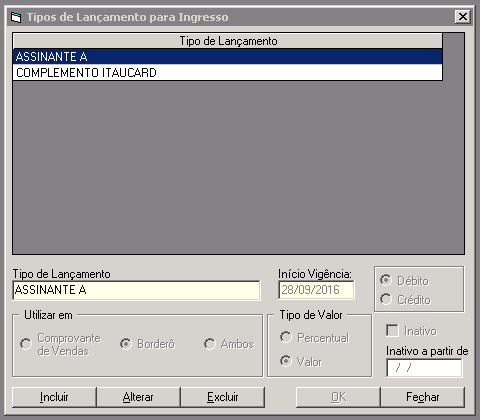 Tipos de Lançamento para Ingresso
Tipo de Lançamento
ASSINANTE A
COMPLEMENTO ITAUCARD
Tipo de Lançamento
ASSINANTE A
Início Vigência:
28/09/2016
Débito
Crédito
Utilizar em
Comprovante
de Vendas
Borderô
Ambos
Tipo de Valor
Percentual
Valor
Inativo
Inativo a partir de
/ /
Incluir
Alterar
Excluir
OK
Fechar